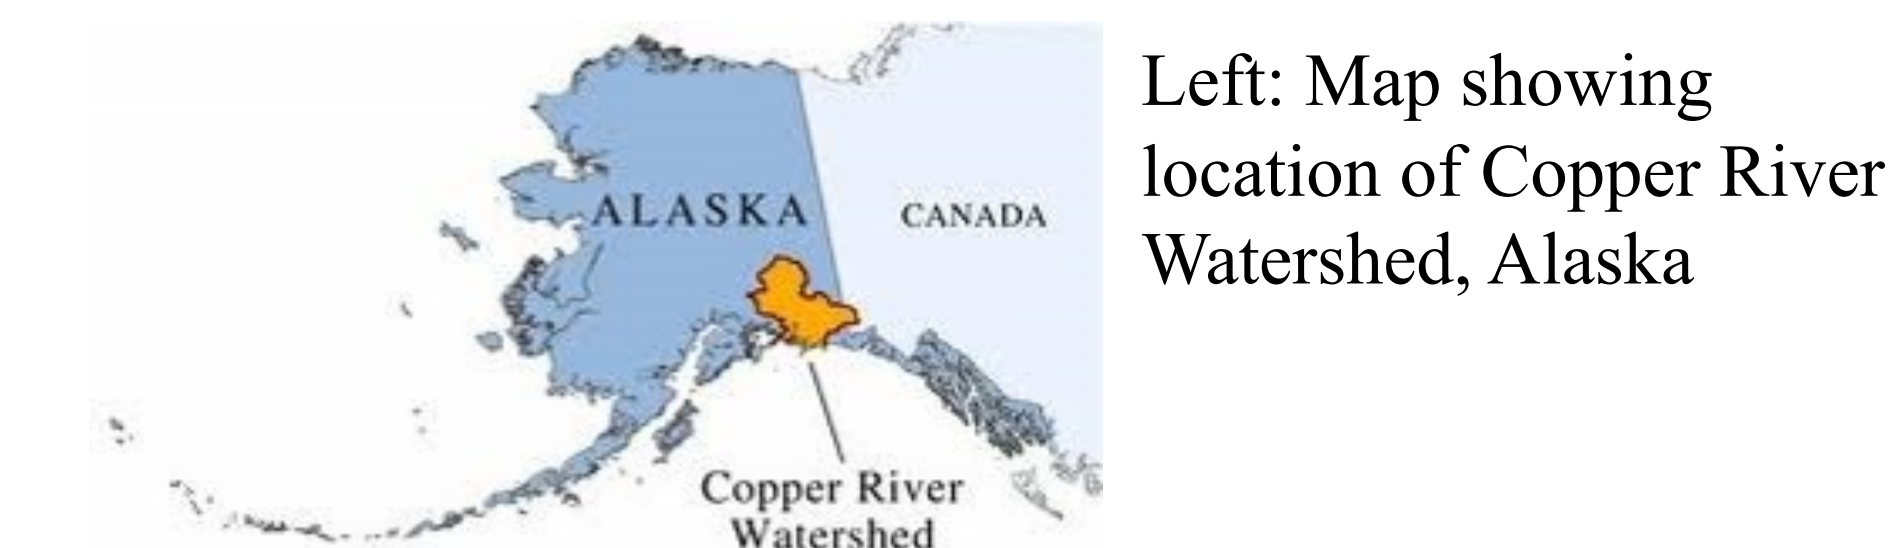 ALASKA
CANADA
Copper River
Watershed
Left: Map showing
location of Copper River
Watershed, Alaska